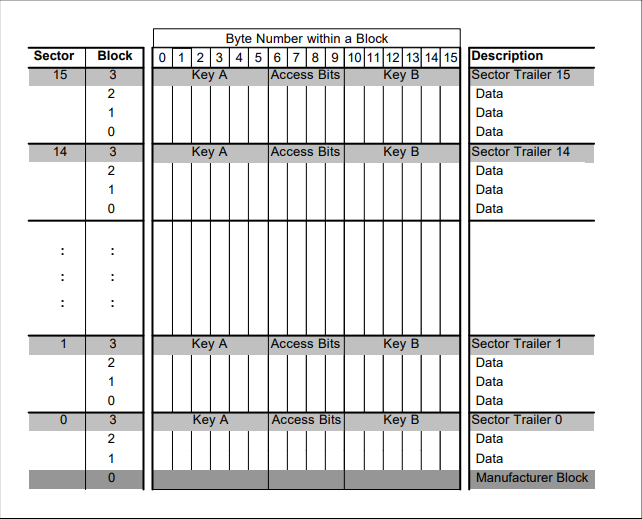 Byte Number within a Block
Sector Block 0 1 2 3 4 5 6 7 8 9 10 11 12 13 14 15 Description
15 3 Key A Access Bits Key B Sector Trailer 15
2 Data
1 Data
0 Data
14 3 Key A Access Bits Key B Sector Trailer 14
2 Data
1 Data
0 Data
: :
: :
: :
1 3 Key A Access Bits Key B Sector Trailer 1
2 Data
1 Data
0 Data
0 3 Key A Access Bits Key B Sector Trailer 0
2 Data
1 Data
0 Manufacturer Block